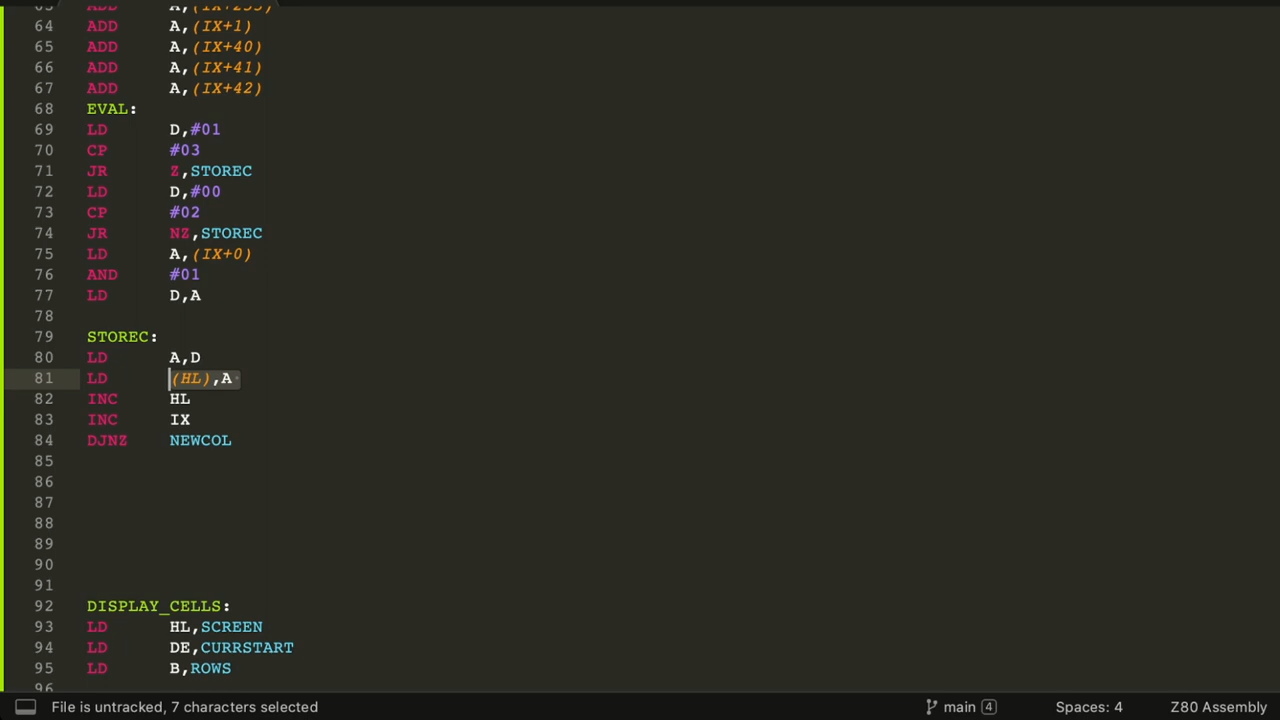 63 ADD A,(IX+255)
64 ADD A,(IX+1)
65 ADD A,(IX+40)
66 ADD A,(IX+41)
67 ADD A,(IX+42)
68 EVAL:
69 LD D,#01
70 CP #03
71 JR Z,STOREC
72 LD D,#00
73 CP #02
74 JR NZ,STOREC
75 LD A,(IX+0)
76 AND #01
77 LD D,A
78
79 STOREC:
80 LD A,D
81 LD (HL),A
82 INC HL
83 INC IX
84 DJNZ NEWCOL
85
86
87
88
89
90
91
92 DISPLAY_CELLS:
93 LD HL,SCREEN
94 LD DE,CURRSTART
95 LD B,ROWS
96
File is untracked, 7 characters selected main 4 Spaces: 4 Z80 Assembly